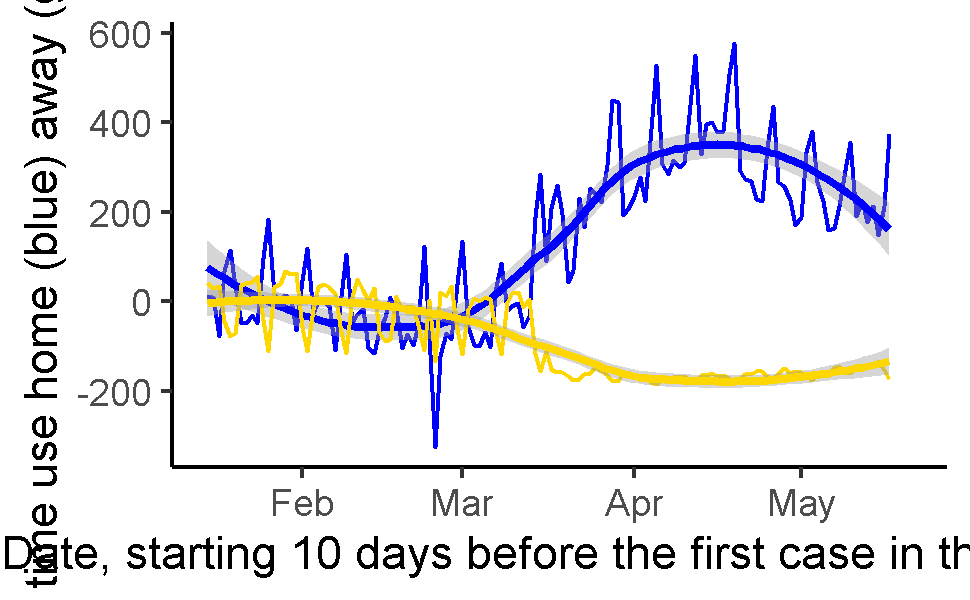 time use home (blue) away (
600
400
200
0
-200
Feb Mar Apr May
Date, starting 10 days before the first case in th